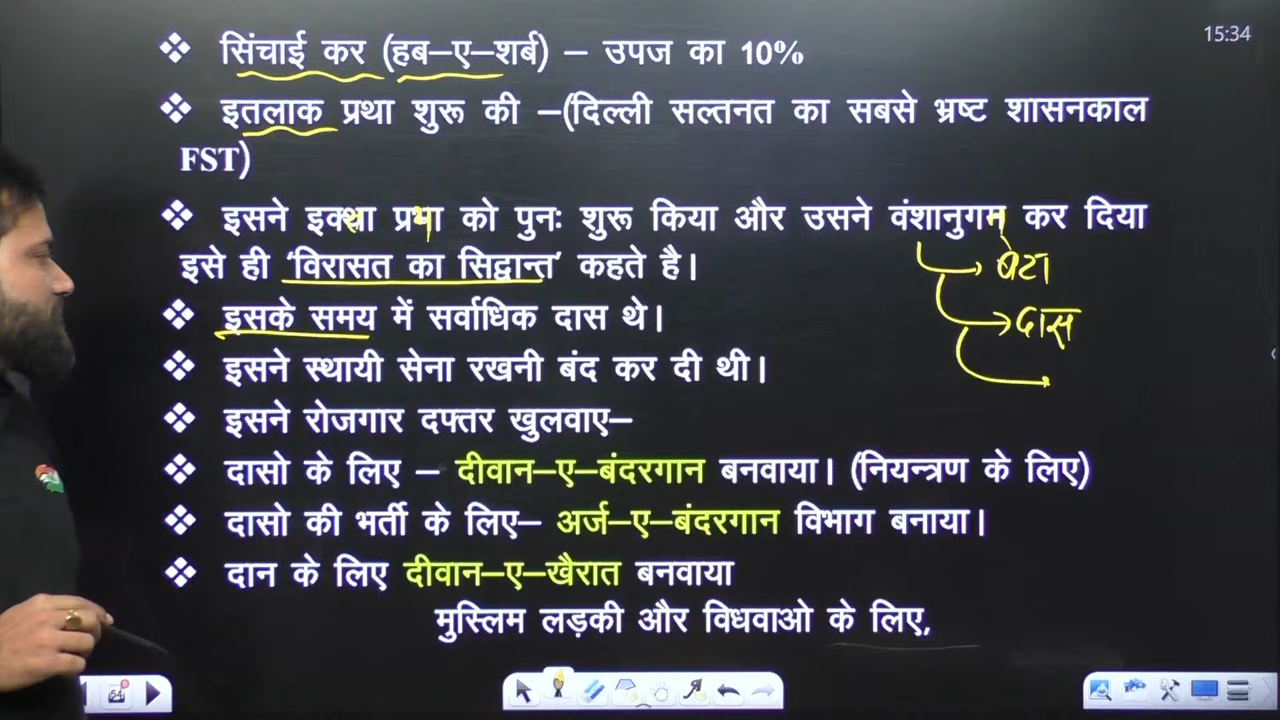 15:34
❖ सिंचाई कर (हब–ए–शर्ब) – उपज का 10%
❖ इतलाक प्रथा शुरू की –(दिल्ली सल्तनत का सबसे भ्रष्ट शासनकाल
FST)
❖ इसने इक्ता प्रथा को पुनः शुरू किया और उसने वंशानुगत कर दिया
इसे ही 'विरासत का सिद्वान्त' कहते है।
बेटा
❖ इसके समय में सर्वाधिक दास थे।
दास
❖ इसने स्थायी सेना रखनी बंद कर दी थी।
❖ इसने रोजगार दफ्तर खुलवाए–
❖ दासो के लिए – दीवान–ए–बंदरगान बनवाया। (नियन्त्रण के लिए)
❖ दासो की भर्ती के लिए– अर्ज–ए–बंदरगान विभाग बनाया।
❖ दान के लिए दीवान–ए–खैरात बनवाया
मुस्लिम लड़की और विधवाओ के लिए,
54